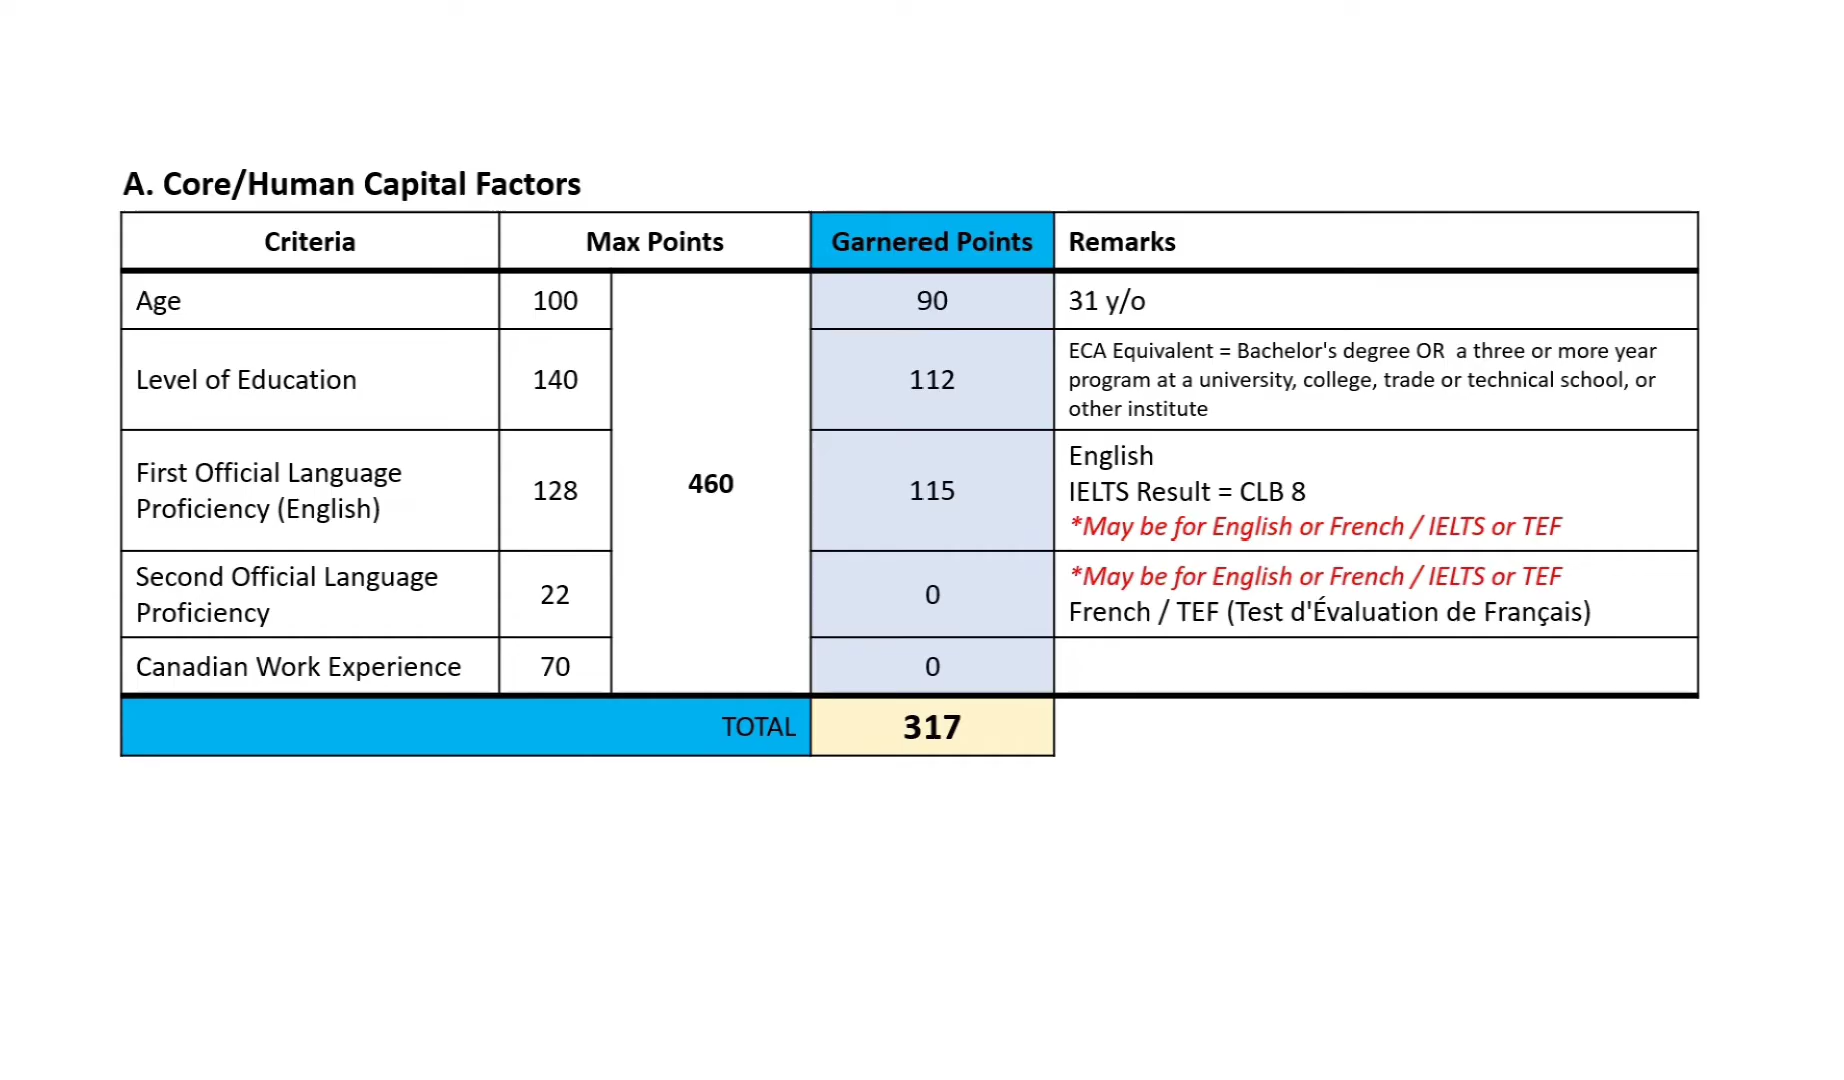 A. Core/Human Capital Factors
Criteria Max Points Garnered Points Remarks
Age 100 90 31 y/o
Level of Education 140 112
ECA Equivalent = Bachelor's degree OR a three or more year
program at a university, college, trade or technical school, or
other institute
First Official Language
Proficiency (English)
128
460
115
English
IELTS Result = CLB 8
*May be for English or French / IELTS or TEF
Second Official Language
Proficiency
22
0
*May be for English or French / IELTS or TEF
French / TEF (Test d'Évaluation de Français)
Canadian Work Experience 70 0
TOTAL 317